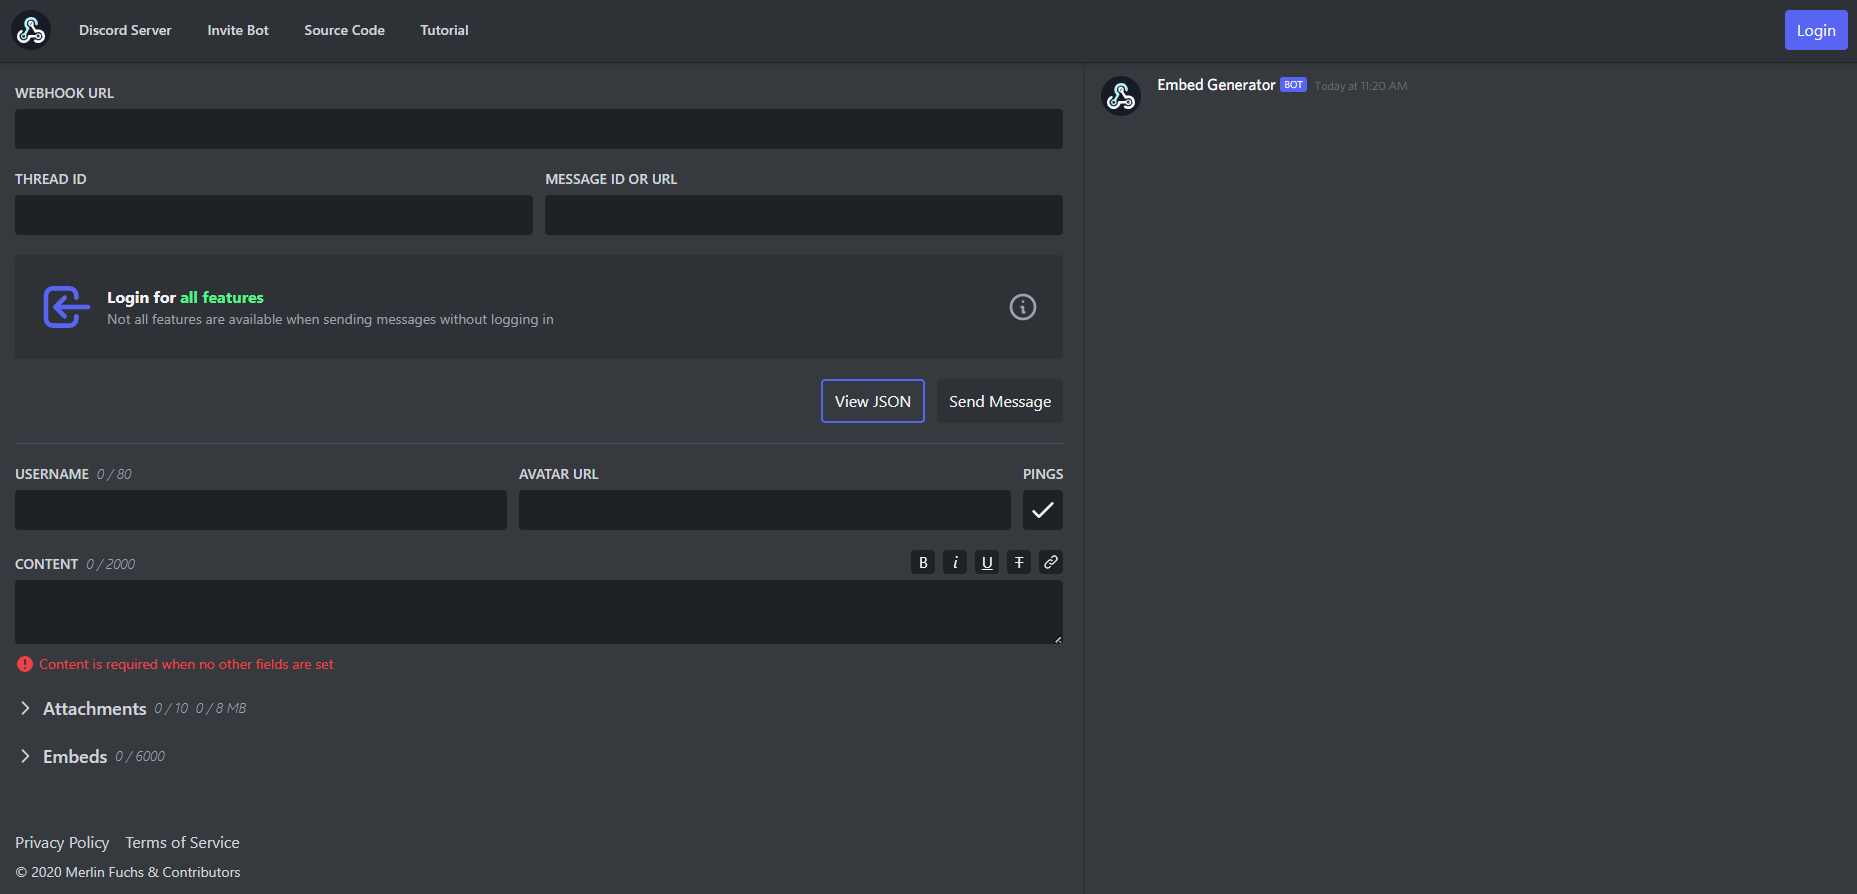 Discord Server Invite Bot Source Code Tutorial Login
WEBHOOK URL
THREAD ID MESSAGE ID OR URL
Login for all features
Not all features are available when sending messages without logging in
View JSON Send Message
USERNAME 0 / 80 AVATAR URL PINGS
CONTENT 0 / 2000 B i U T
Content is required when no other fields are set
Attachments 0 / 10 0 / 8 MB
Embeds 0 / 6000
Privacy Policy Terms of Service
© 2020 Merlin Fuchs & Contributors
Embed Generator BOT Today at 11:20 AM